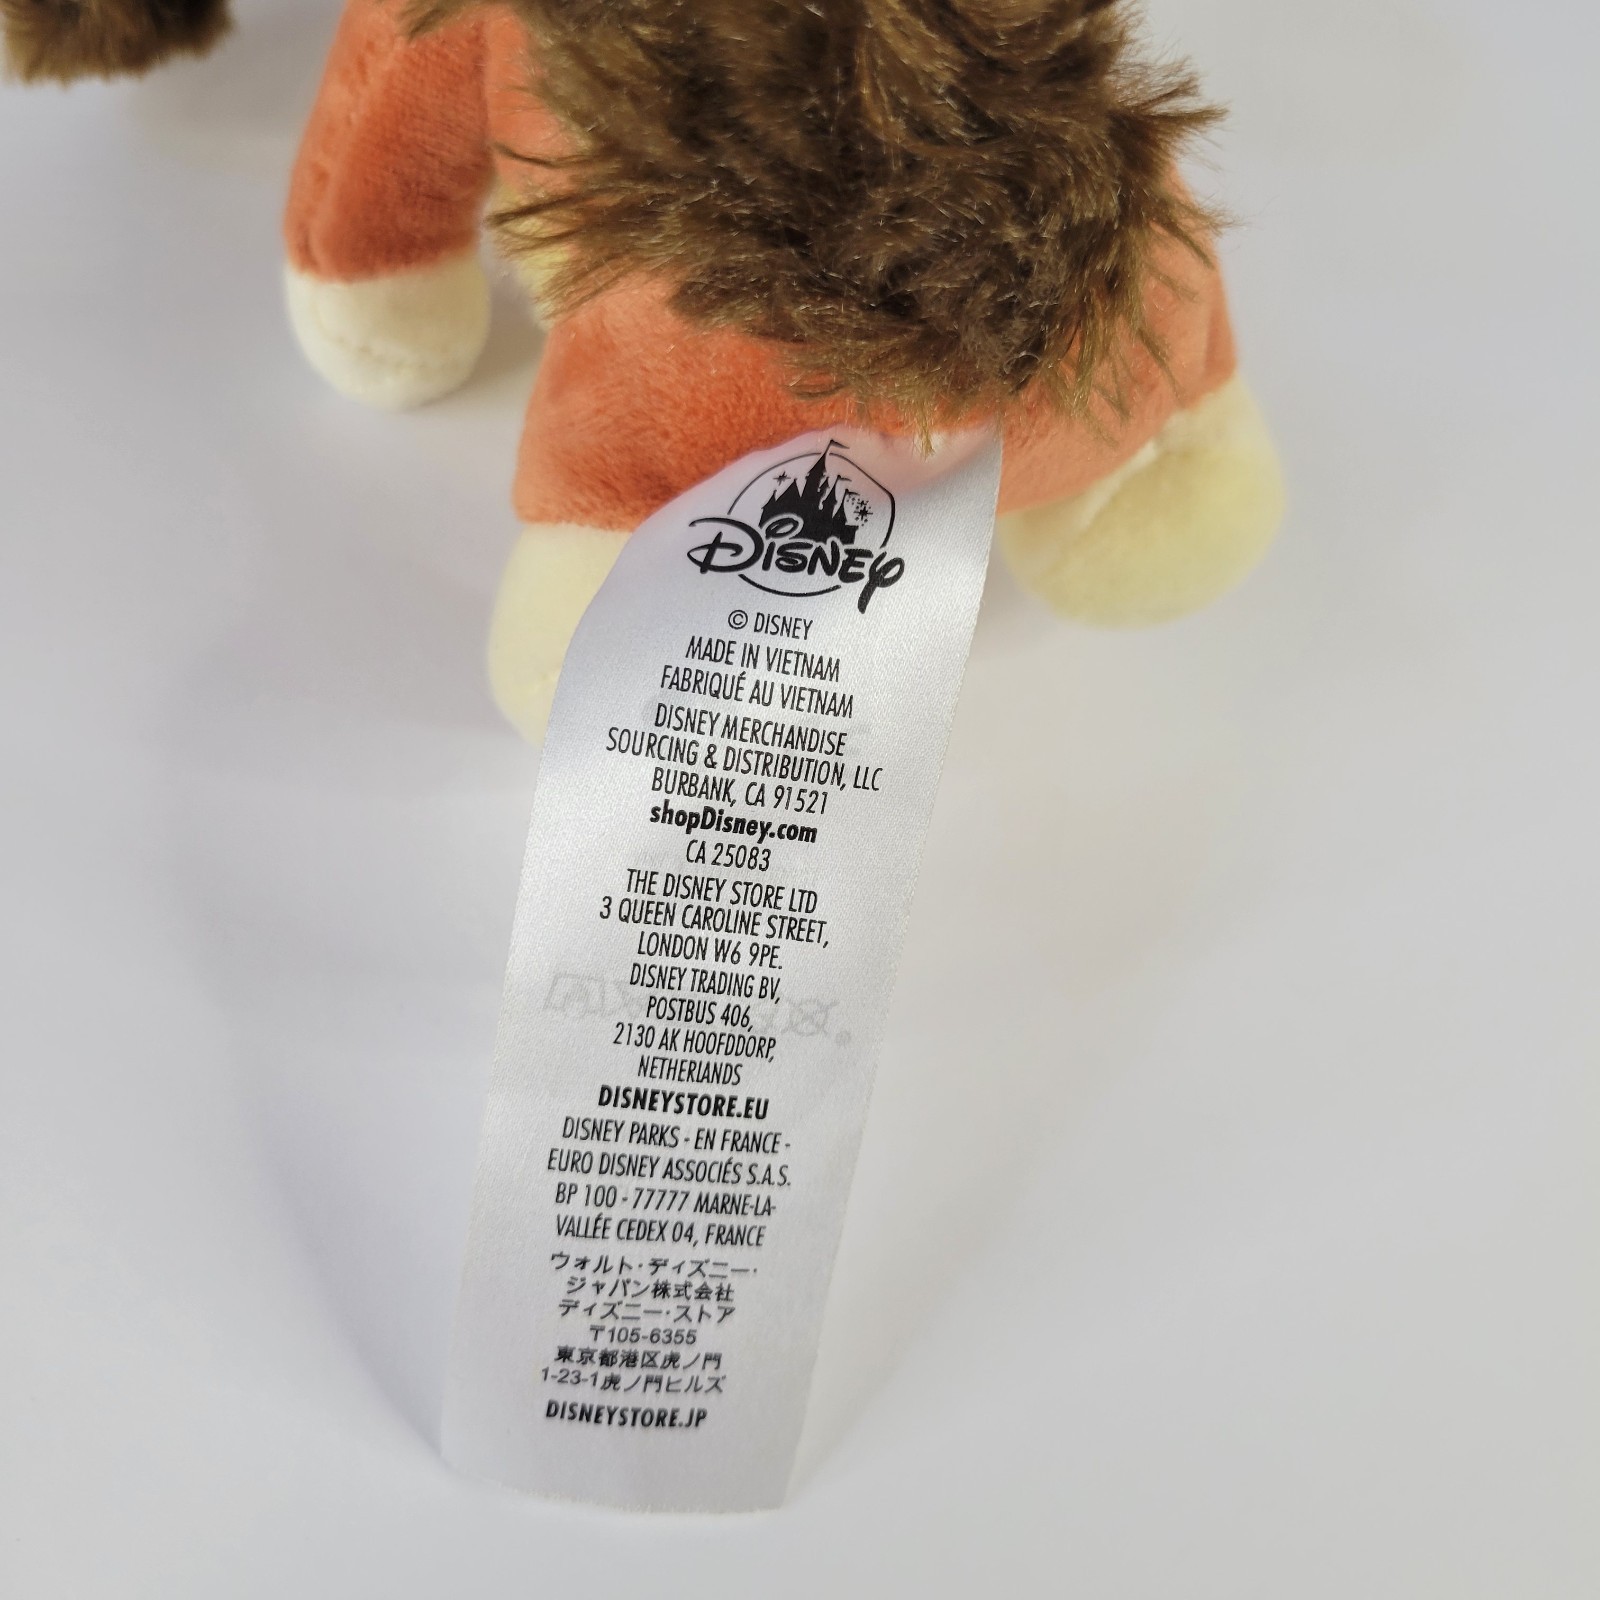 DISNEY
© DISNEY
MADE IN VIETNAM
FABRIQUÉ AU VIETNAM
DISNEY MERCHANDISE
SOURCING & DISTRIBUTION, LLC
BURBANK, CA 91521
shopDisney.com
CA 25083
THE DISNEY STORE LTD
3 QUEEN CAROLINE STREET,
LONDON W6 9PE.
DISNEY TRADING BV,
POSTBUS 406,
2130 AK HOOFDDORP,
NETHERLANDS
DISNEYSTORE.EU
DISNEY PARKS - EN FRANCE -
EURO DISNEY ASSOCIÉS S.A.S.
BP 100 - 77777 MARNE-LA-
VALLÉE CEDEX 04, FRANCE
ウォルト・ディズニー・
ジャパン株式会社
ディズニー・ストア
〒105-6355
東京都港区虎ノ門
1-23-1虎ノ門ヒルズ
DISNEYSTORE.JP